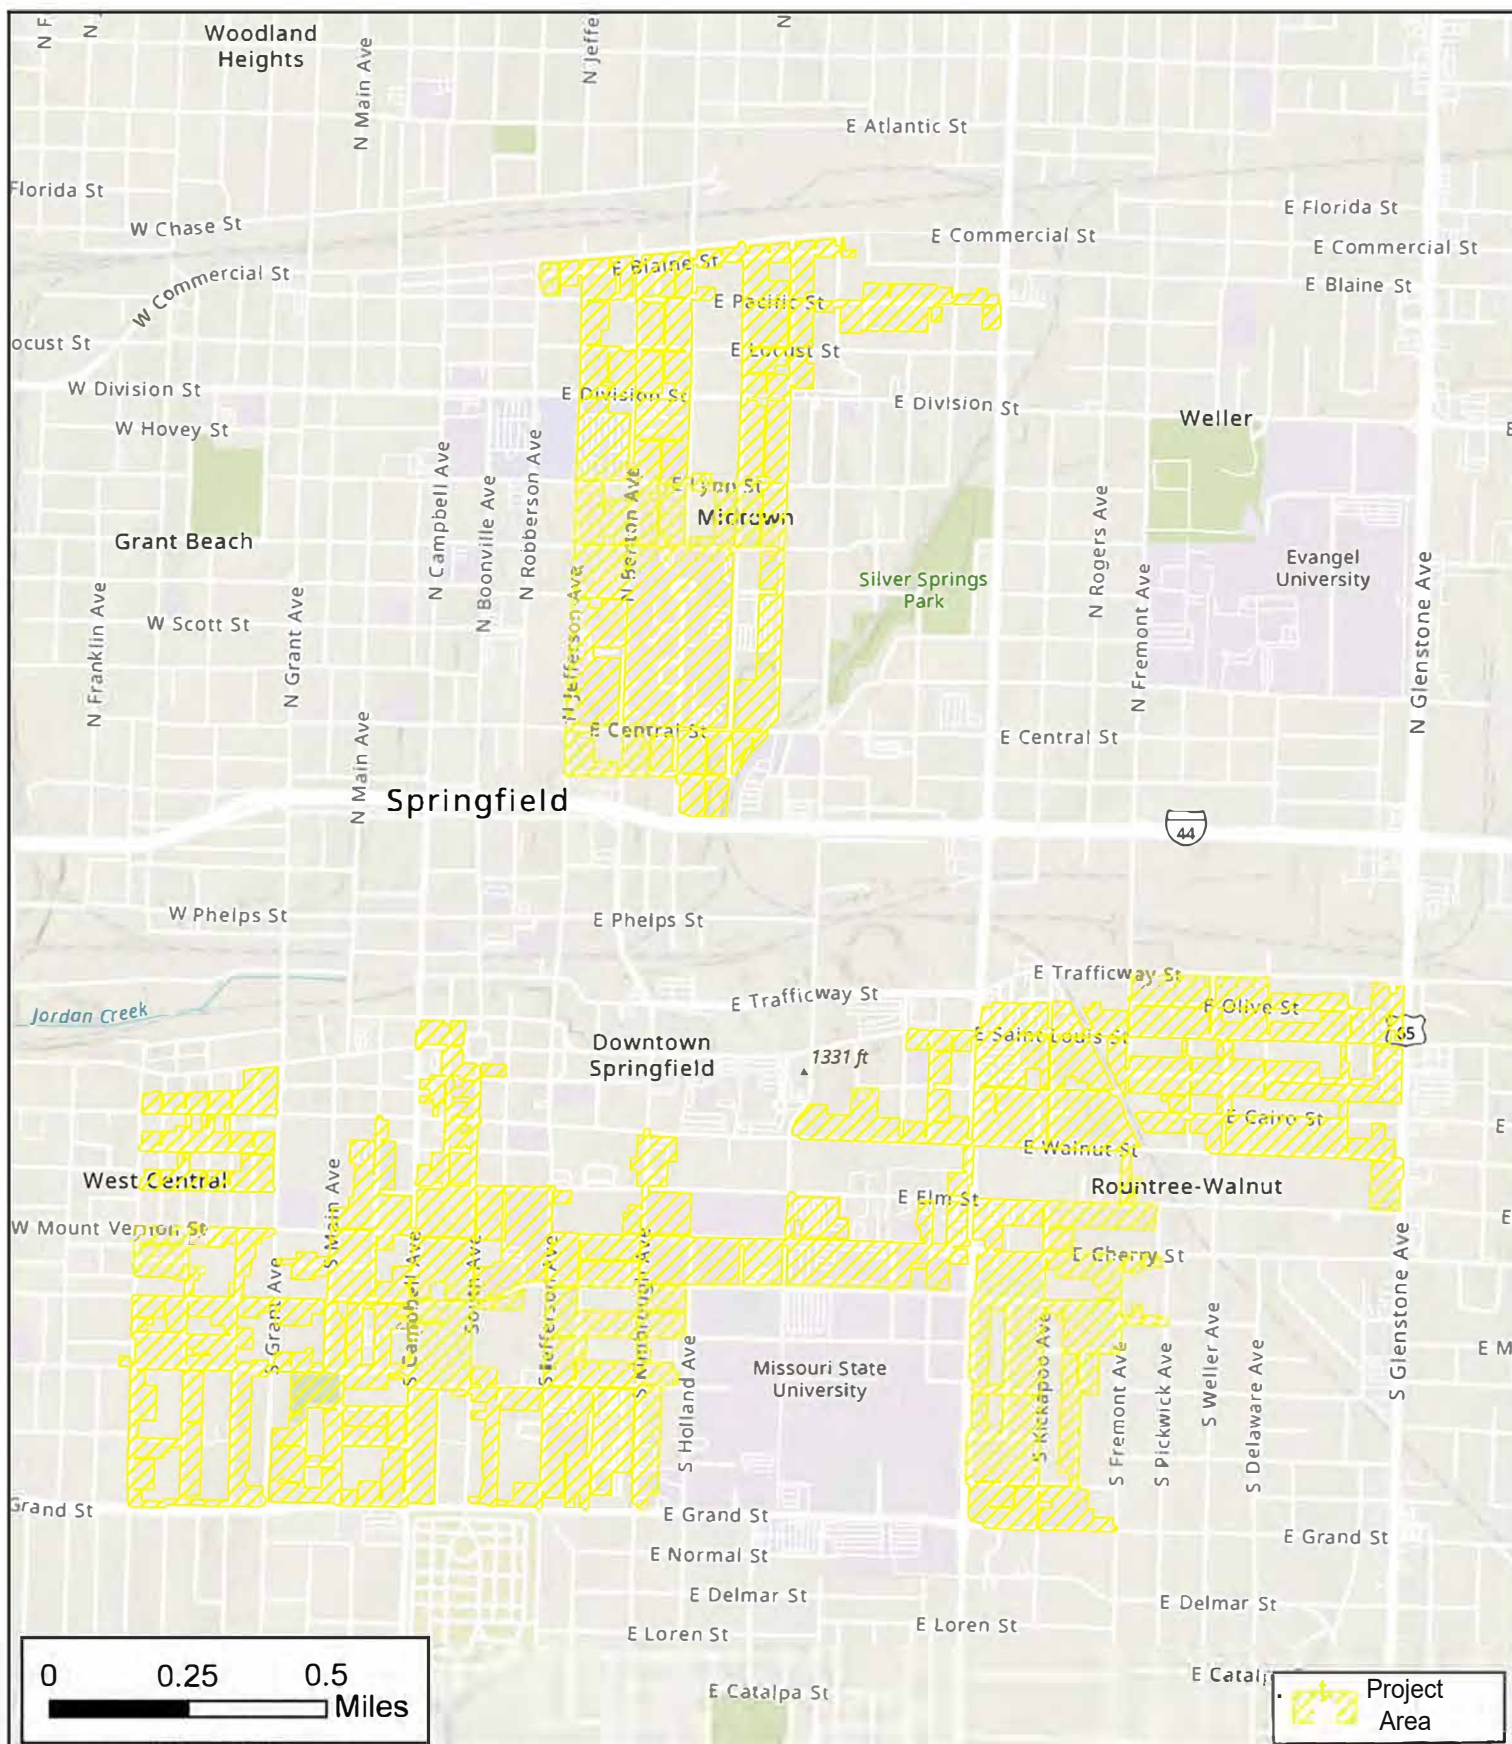 Woodland
Heights
N Main Ave
N Jeffe
N
N F
N J
E Atlantic St
Florida St
W Chase St
E Florida St
E Commercial St
E Commercial St
W Commercial St
E Blaine St
E Blaine St
E Pacific St
ocust St
E Locust St
W Division St
E Division St
E Division St
W Hovey St
Weller
E
N Campbell Ave
N Boonville Ave
N Robberson Ave
N Benton Ave
E Lynn St
Midtown
N Rogers Ave
Grant Beach
Evangel
University
Silver Springs
Park
N Franklin Ave
W Scott St
N Grant Ave
N Jefferson Ave
N Fremont Ave
N Glenstone Ave
N Main Ave
E Central St
E Central St
Springfield
44
W Phelps St
E Phelps St
E Trafficway St
E Trafficway St
Jordan Creek
E Olive St
E Saint Louis St
65
Downtown
Springfield
1331 ft
E Cairo St
E
E Walnut St
West Central
Rountree-Walnut
E Elm St
W Mount Vernon St
E
S Main Ave
E Cherry St
S Grant Ave
S Campbell Ave
South Ave
S Jefferson Ave
S Kimbrough Ave
S Holland Ave
Missouri State
University
S Kickapoo Ave
S Fremont Ave
S Pickwick Ave
S Weller Ave
S Delaware Ave
S Glenstone Ave
E M
Grand St
E Grand St
E Grand St
E Normal St
E Delmar St
E Delmar St
E Loren St
E Loren St
E Catalpa St
E Catalp
0 0.25 0.5
Miles
Project
Area